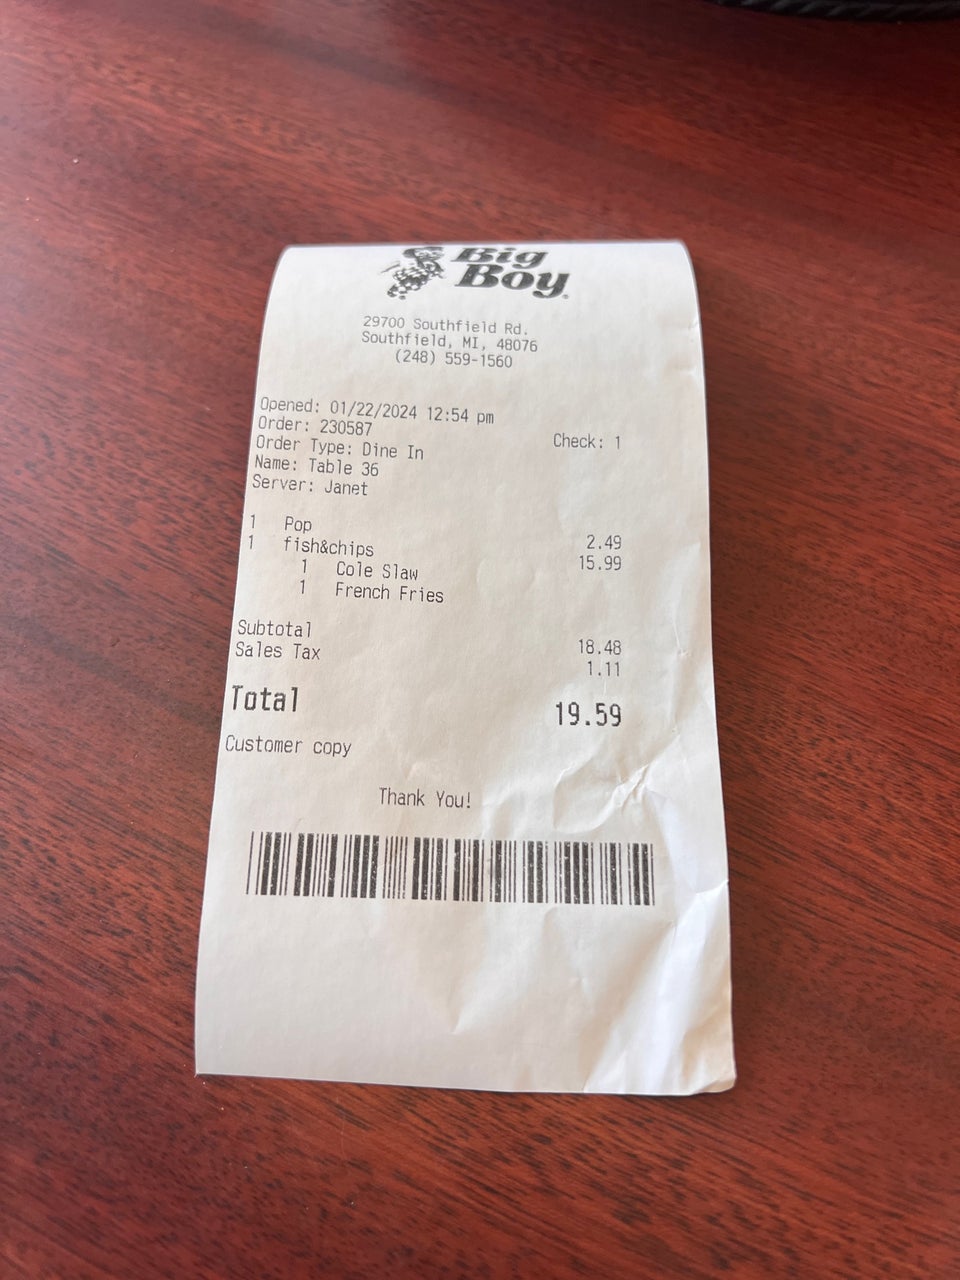 Big
Boy
29700 Southfield Rd.
Southfield, MI, 48076
(248) 559-1560
Opened: 01/22/2024 12:54 pm
Order: 230587 Check: 1
Order Type: Dine In
Name: Table 36
Server: Janet
1 Pop 2.49
1 fish&chips 15.99
1 Cole Slaw
1 French Fries
Subtotal 18.48
Sales Tax 1.11
Total 19.59
Customer copy
Thank You!